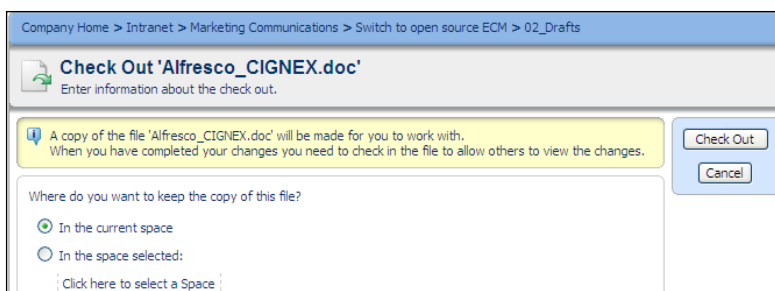 Company Home > Intranet > Marketing Communications > Switch to open source ECM > 02_Drafts
Check Out 'Alfresco_CIGNEX.doc'
Enter information about the check out.
A copy of the file 'Alfresco_CIGNEX.doc' will be made for you to work with.
When you have completed your changes you need to check in the file to allow others to view the changes.
Check Out
Cancel
Where do you want to keep the copy of this file?
In the current space
In the space selected:
Click here to select a Space